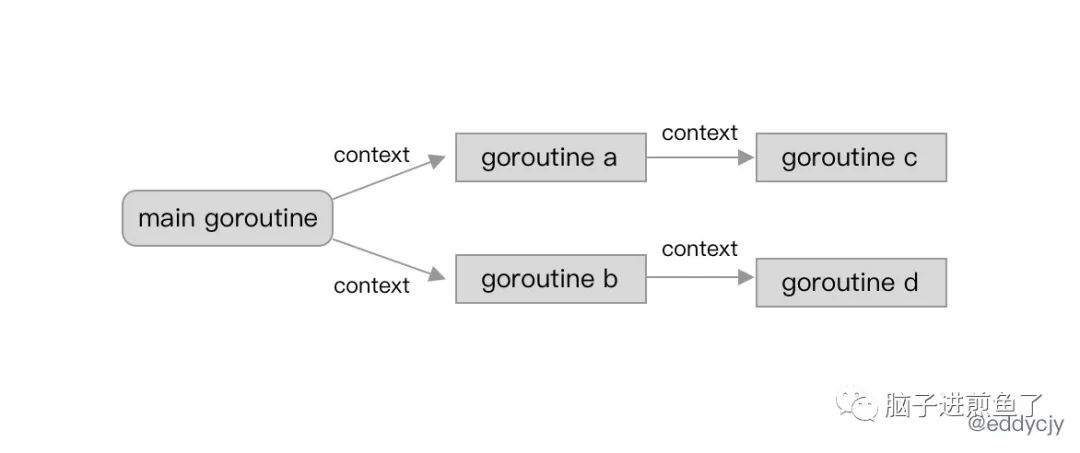 context
goroutine a
context
goroutine c
main goroutine
context
goroutine b
context
goroutine d
脑子进煎鱼了
@eddycjy